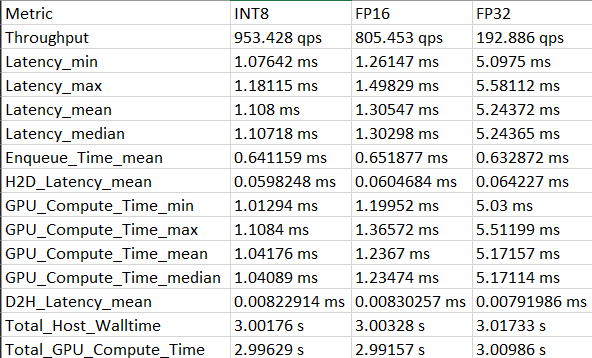 Metric INT8 FP16 FP32
Throughput 953.428 qps 805.453 qps 192.886 qps
Latency_min 1.07642 ms 1.26147 ms 5.0975 ms
Latency_max 1.18115 ms 1.49829 ms 5.58112 ms
Latency_mean 1.108 ms 1.30547 ms 5.24372 ms
Latency_median 1.10718 ms 1.30298 ms 5.24365 ms
Enqueue_Time_mean 0.641159 ms 0.651877 ms 0.632872 ms
H2D_Latency_mean 0.0598248 ms 0.0604684 ms 0.064227 ms
GPU_Compute_Time_min 1.01294 ms 1.19952 ms 5.03 ms
GPU_Compute_Time_max 1.1084 ms 1.36572 ms 5.51199 ms
GPU_Compute_Time_mean 1.04176 ms 1.2367 ms 5.17157 ms
GPU_Compute_Time_median 1.04089 ms 1.23474 ms 5.17114 ms
D2H_Latency_mean 0.00822914 ms 0.00830257 ms 0.00791986 ms
Total_Host_Walltime 3.00176 s 3.00328 s 3.01733 s
Total_GPU_Compute_Time 2.99629 s 2.99157 s 3.00986 s